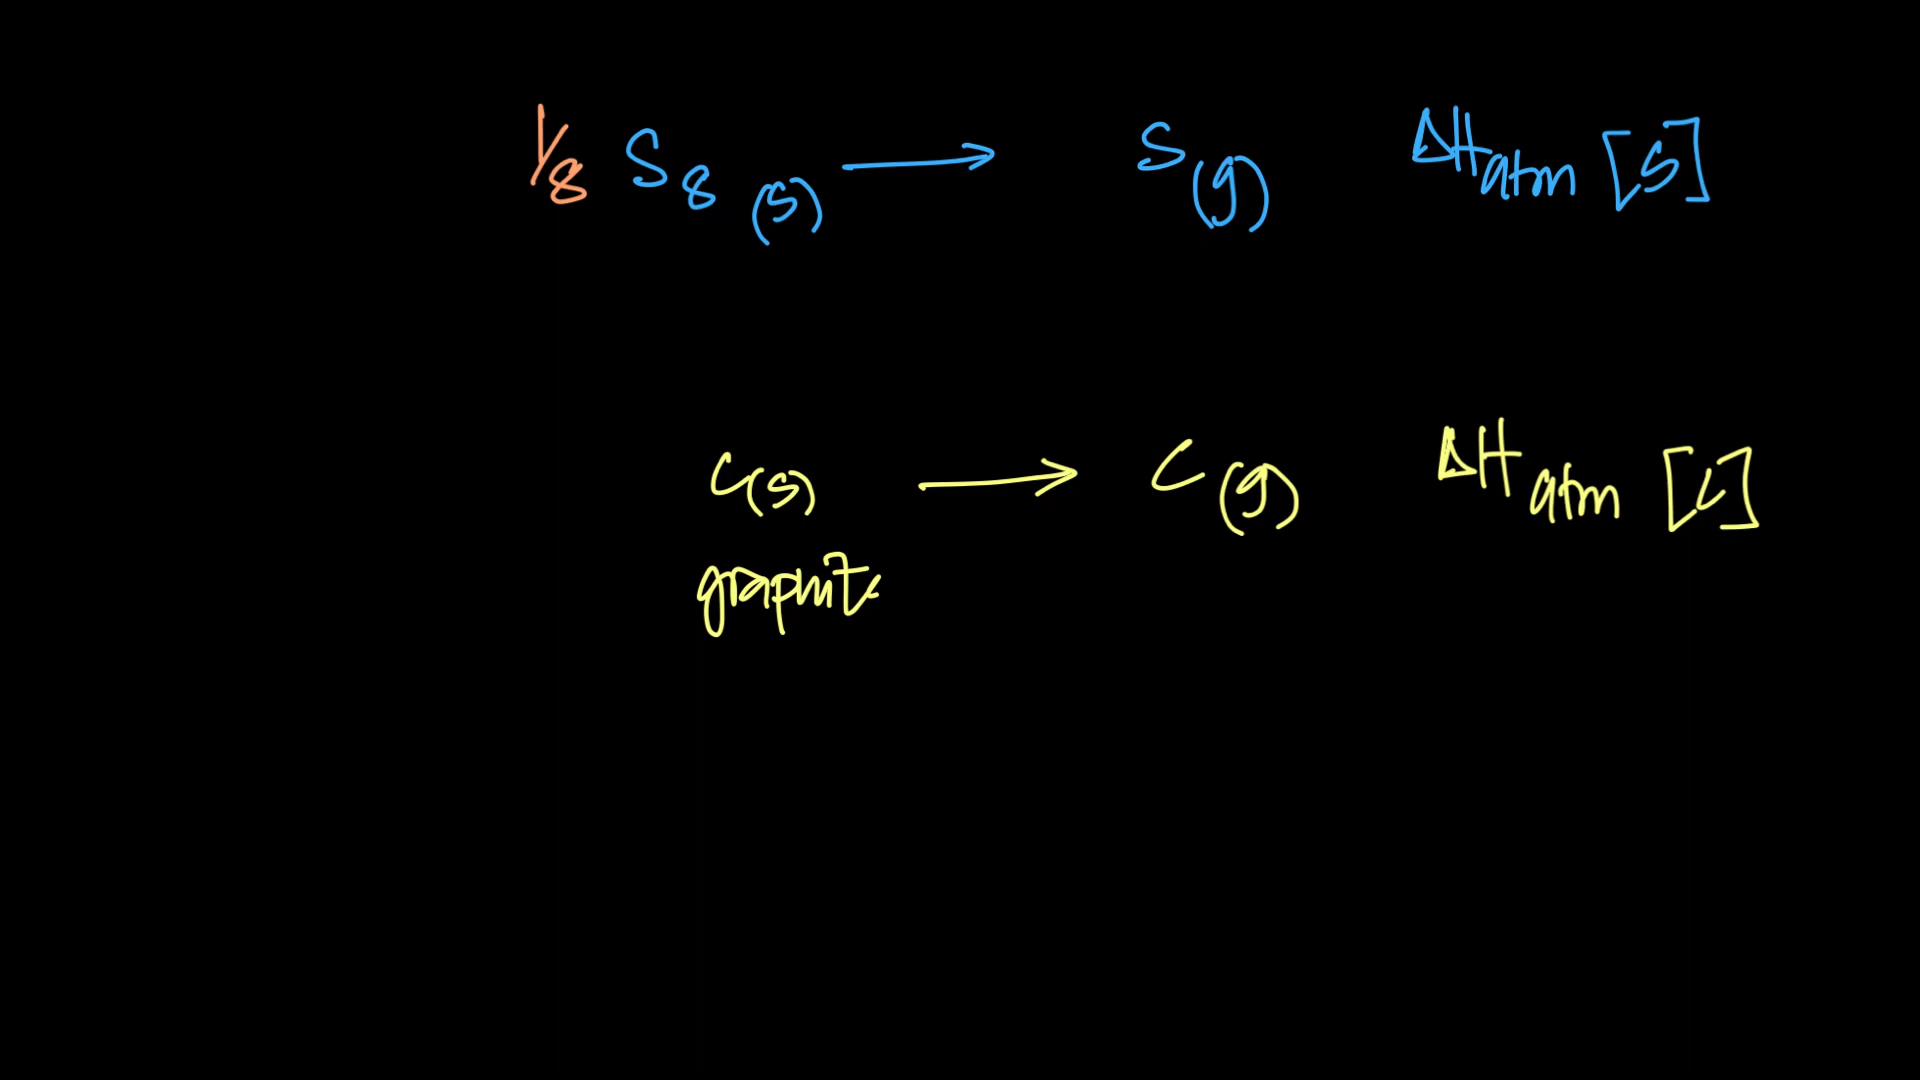 1/8 S8 (s) → S(g) ΔHatm [S]
C(s) → C(g) ΔHatm [C]
graphite